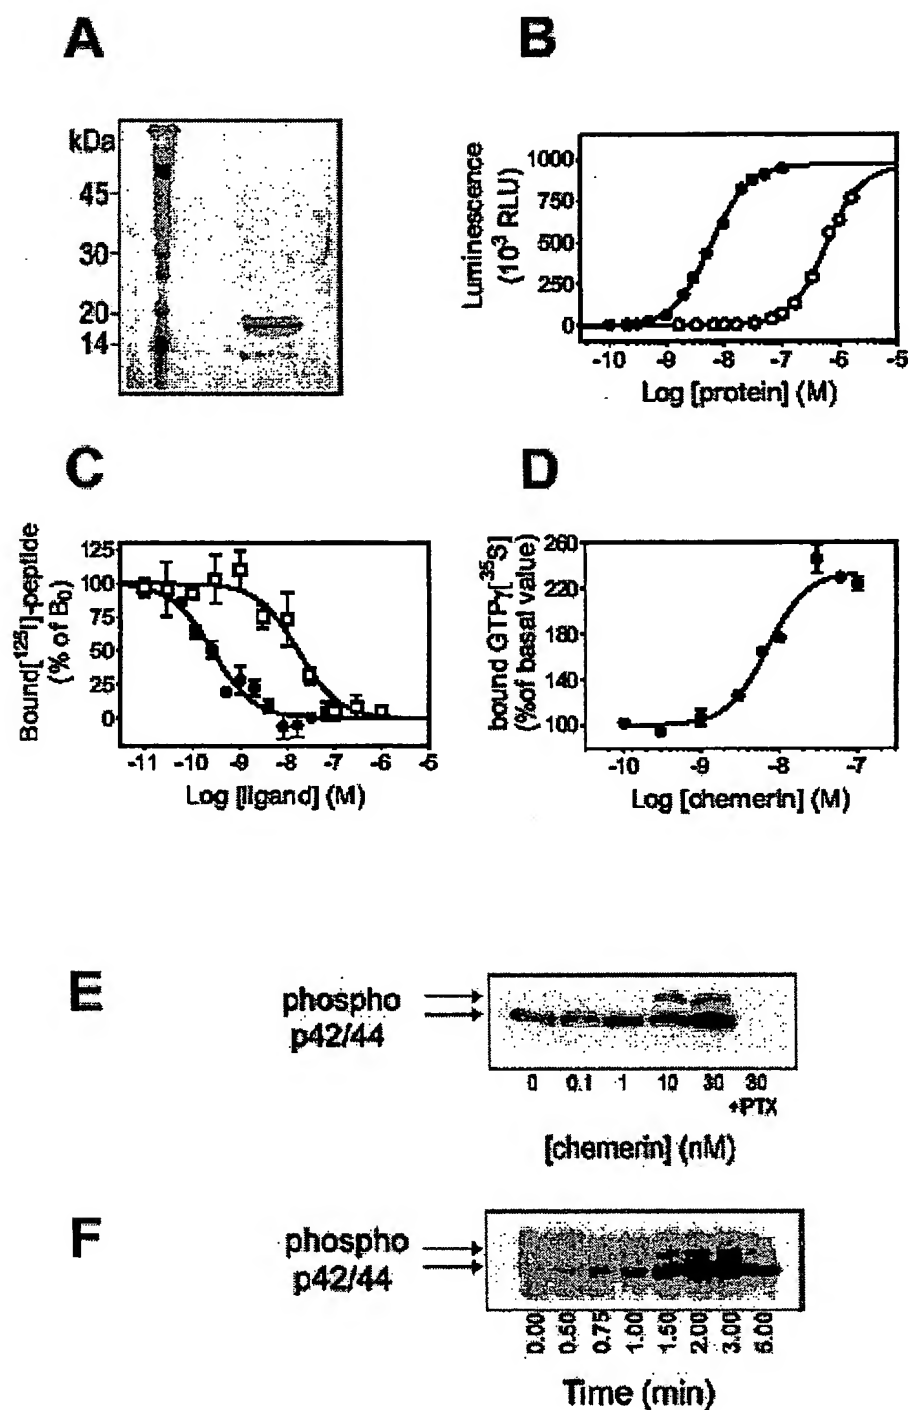 A
kDa
45
30
20
14
B
Luminescence
(10³ RLU)
1000
750
500
250
0
-10 -9 -8 -7 -6 -5
Log [protein] (M)
C
Bound[¹²⁵I]-peptide
(% of B₀)
125
100
75
50
25
0
-11 -10 -9 -8 -7 -6 -5
Log [ligand] (M)
D
bound GTPγ[³⁵S]
(%of basal value)
260
220
180
140
100
-10 -9 -8 -7
Log [chemerin] (M)
E
phospho
p42/44
0 0.1 1 10 30 30
+PTX
[chemerin] (nM)
F
phospho
p42/44
0.00 0.50 0.75 1.00 1.50 2.00 3.00 5.00
Time (min)